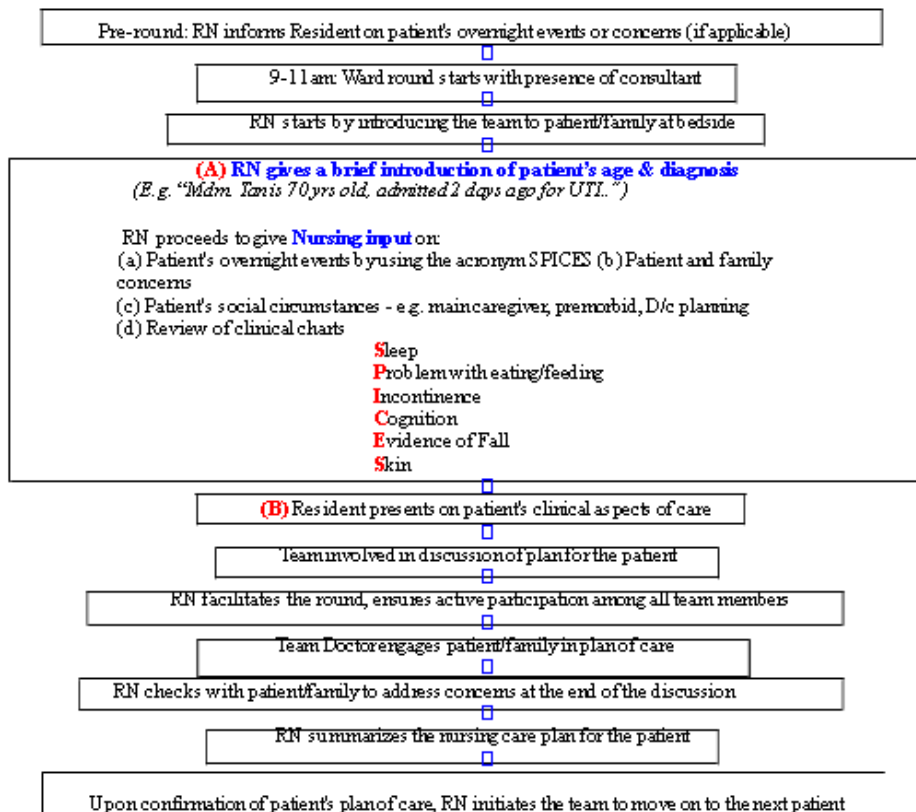 Pre-round: RN informs Resident on patient's overnight events or concerns (if applicable)
9-11am: Ward round starts with presence of consultant
RN starts by introducing the team to patient/family at bedside
(A) RN gives a brief introduction of patient's age & diagnosis
(E.g. “Mdm. Tan is 70 yrs old, admitted 2 days ago for UTI..”)
RN proceeds to give Nursing input on:
(a) Patient's overnight events by using the acronym SPICES (b) Patient and family
concerns
(c) Patient's social circumstances - e.g. main caregiver, premorbid, D/c planning
(d) Review of clinical charts
Sleep
Problem with eating/feeding
Incontinence
Cognition
Evidence of Fall
Skin
(B) Resident presents on patient's clinical aspects of care
Team involved in discussion of plan for the patient
RN facilitates the round, ensures active participation among all team members
Team Doctor engages patient/family in plan of care
RN checks with patient/family to address concerns at the end of the discussion
RN summarizes the nursing care plan for the patient
Upon confirmation of patient's plan of care, RN initiates the team to move on to the next patient